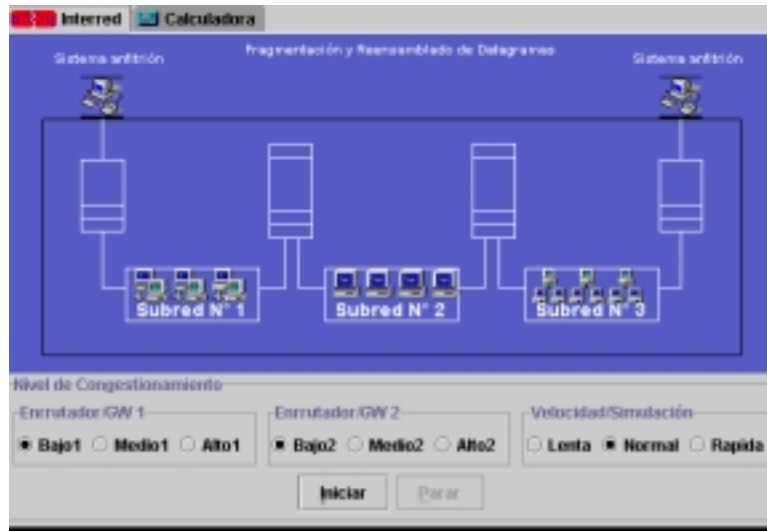 Interred
Calculadora
Fragmentación y Reensamblado de Datagramas
Sistema anfitrión
Sistema anfitrión
Subred N° 1
Subred N° 2
Subred N° 3
Nivel de Congestionamiento
Enrrutador/GW 1
Enrrutador/GW 2
Velocidad/Simulación
Bajo1 Medio1 Alto1
Bajo2 Medio2 Alto2
Lenta Normal Rapida
Iniciar
Parar